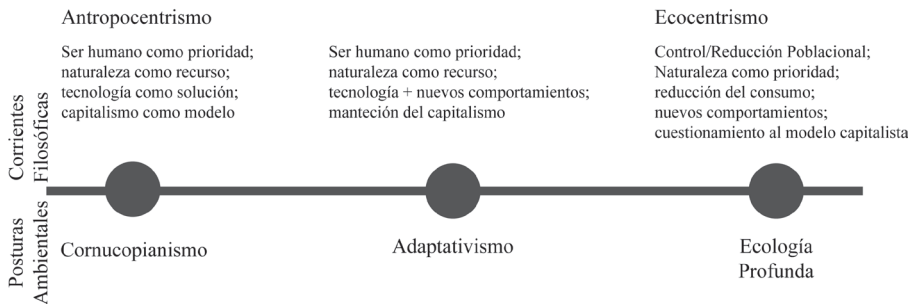 Antropocentrismo
Ser humano como prioridad;
naturaleza como recurso;
tecnología como solución;
capitalismo como modelo
Ser humano como prioridad;
naturaleza como recurso;
tecnología + nuevos comportamientos;
manteción del capitalismo
Ecocentrismo
Control/Reducción Poblacional;
Naturaleza como prioridad;
reducción del consumo;
nuevos comportamientos;
cuestionamiento al modelo capitalista
Corrientes
Filosóficas
Posturas
Ambientales
Cornucopianismo
Adaptativismo
Ecología
Profunda